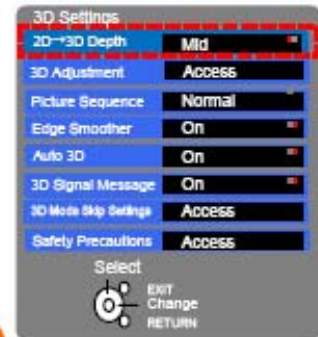 3D Settings
2D→3D Depth Mid
3D Adjustment Access
Picture Sequence Normal
Edge Smoother On
Auto 3D On
3D Signal Message On
3D Mode Skip Settings Access
Safety Precautions Access
Select
EXIT
Change
RETURN